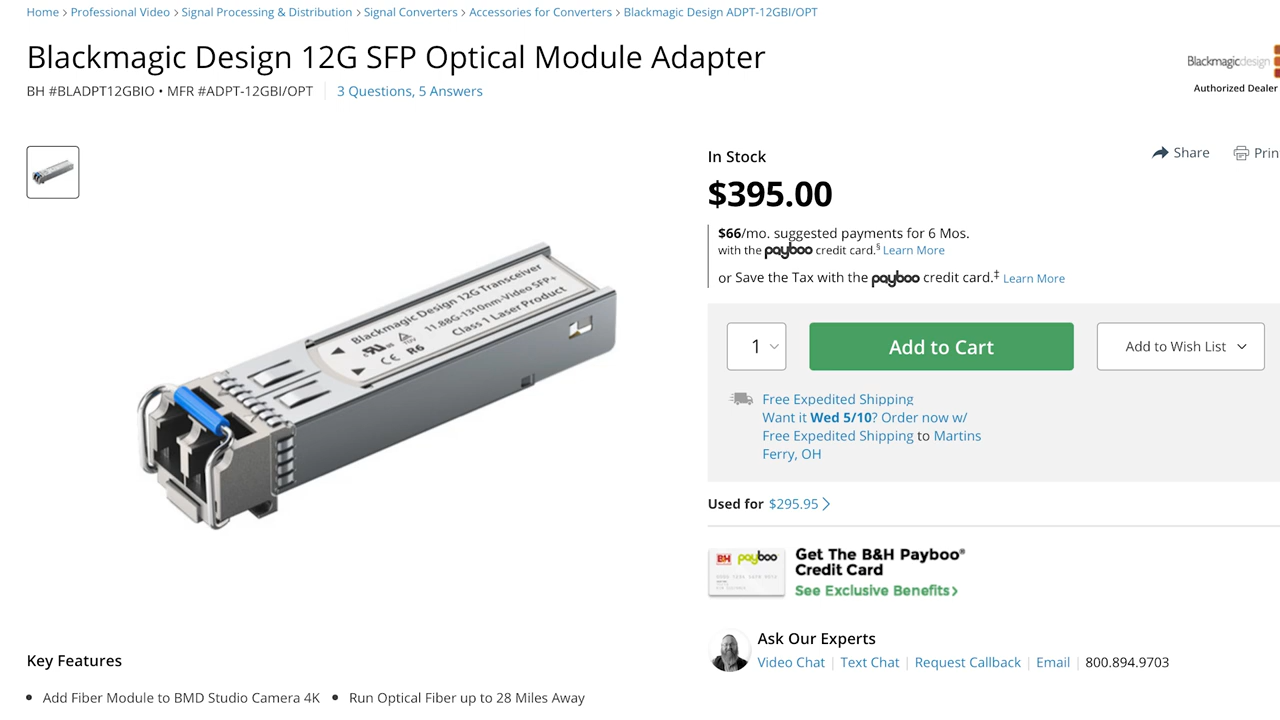 Home > Professional Video > Signal Processing & Distribution > Signal Converters > Accessories for Converters > Blackmagic Design ADPT-12GBI/OPT
Blackmagic Design 12G SFP Optical Module Adapter
BH #BLADPT12GBIO • MFR #ADPT-12GBI/OPT
3 Questions, 5 Answers
Blackmagicdesign
Authorized Dealer
In Stock
Share
Prin
$395.00
$66/mo. suggested payments for 6 Mos.
with the payboo credit card.§ Learn More
or Save the Tax with the payboo credit card.‡ Learn More
1
Add to Cart
Add to Wish List
Free Expedited Shipping
Want it Wed 5/10? Order now w/
Free Expedited Shipping to Martins
Ferry, OH
Used for $295.95
Blackmagic Design 12G Transceiver
11.88G-1310nm-Video SFP+
Class 1 Laser Product
CE R6
BH payboo
Get The B&H Payboo®
Credit Card
See Exclusive Benefits
Ask Our Experts
Video Chat | Text Chat | Request Callback | Email | 800.894.9703
Key Features
• Add Fiber Module to BMD Studio Camera 4K
• Run Optical Fiber up to 28 Miles Away